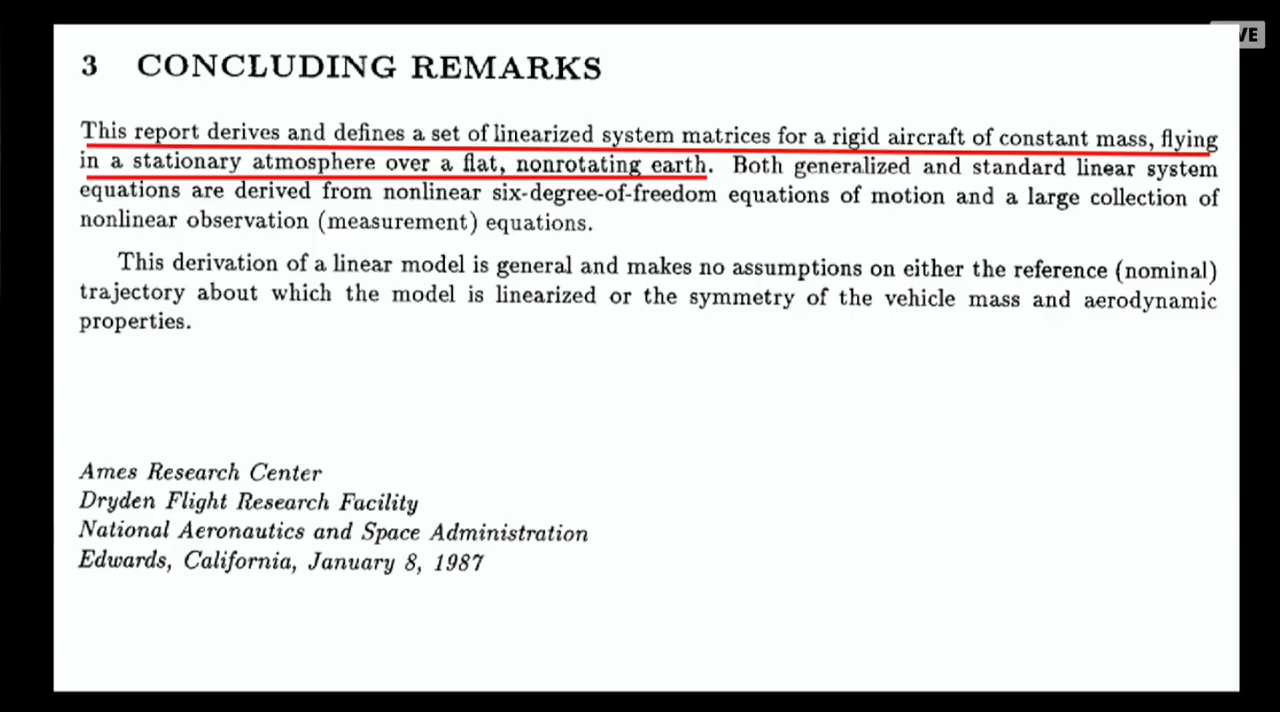 VE
3 CONCLUDING REMARKS
This report derives and defines a set of linearized system matrices for a rigid aircraft of constant mass, flying
in a stationary atmosphere over a flat, nonrotating earth. Both generalized and standard linear system
equations are derived from nonlinear six-degree-of-freedom equations of motion and a large collection of
nonlinear observation (measurement) equations.
This derivation of a linear model is general and makes no assumptions on either the reference (nominal)
trajectory about which the model is linearized or the symmetry of the vehicle mass and aerodynamic
properties.
Ames Research Center
Dryden Flight Research Facility
National Aeronautics and Space Administration
Edwards, California, January 8, 1987